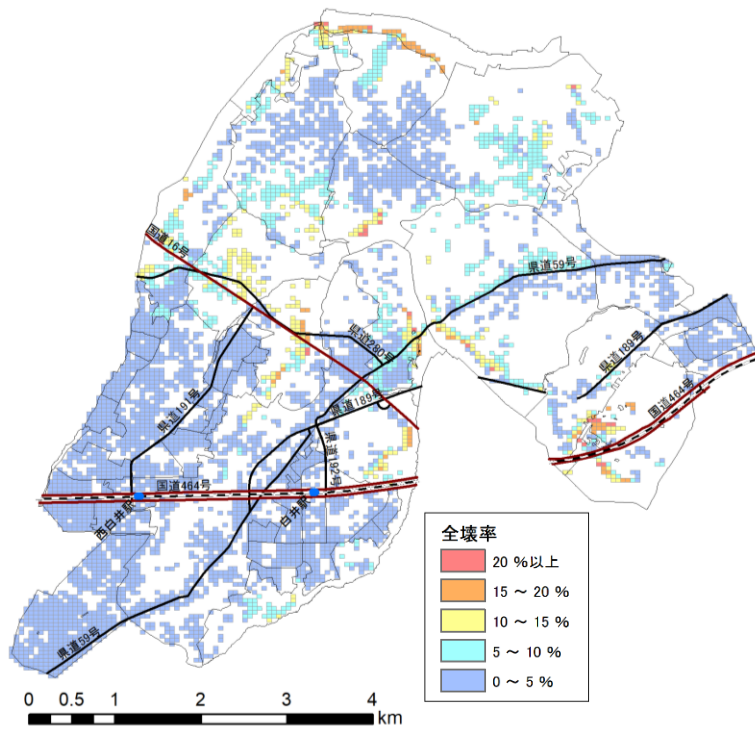 国道16号
県道59号
県道280号
県道189号
県道191号
県道189号
国道464号
県道192号
国道464号
西白井駅
白井駅
県道59号
全壊率
20 %以上
15 ～ 20 %
10 ～ 15 %
5 ～ 10 %
0 ～ 5 %
0 0.5 1 2 3 4
km